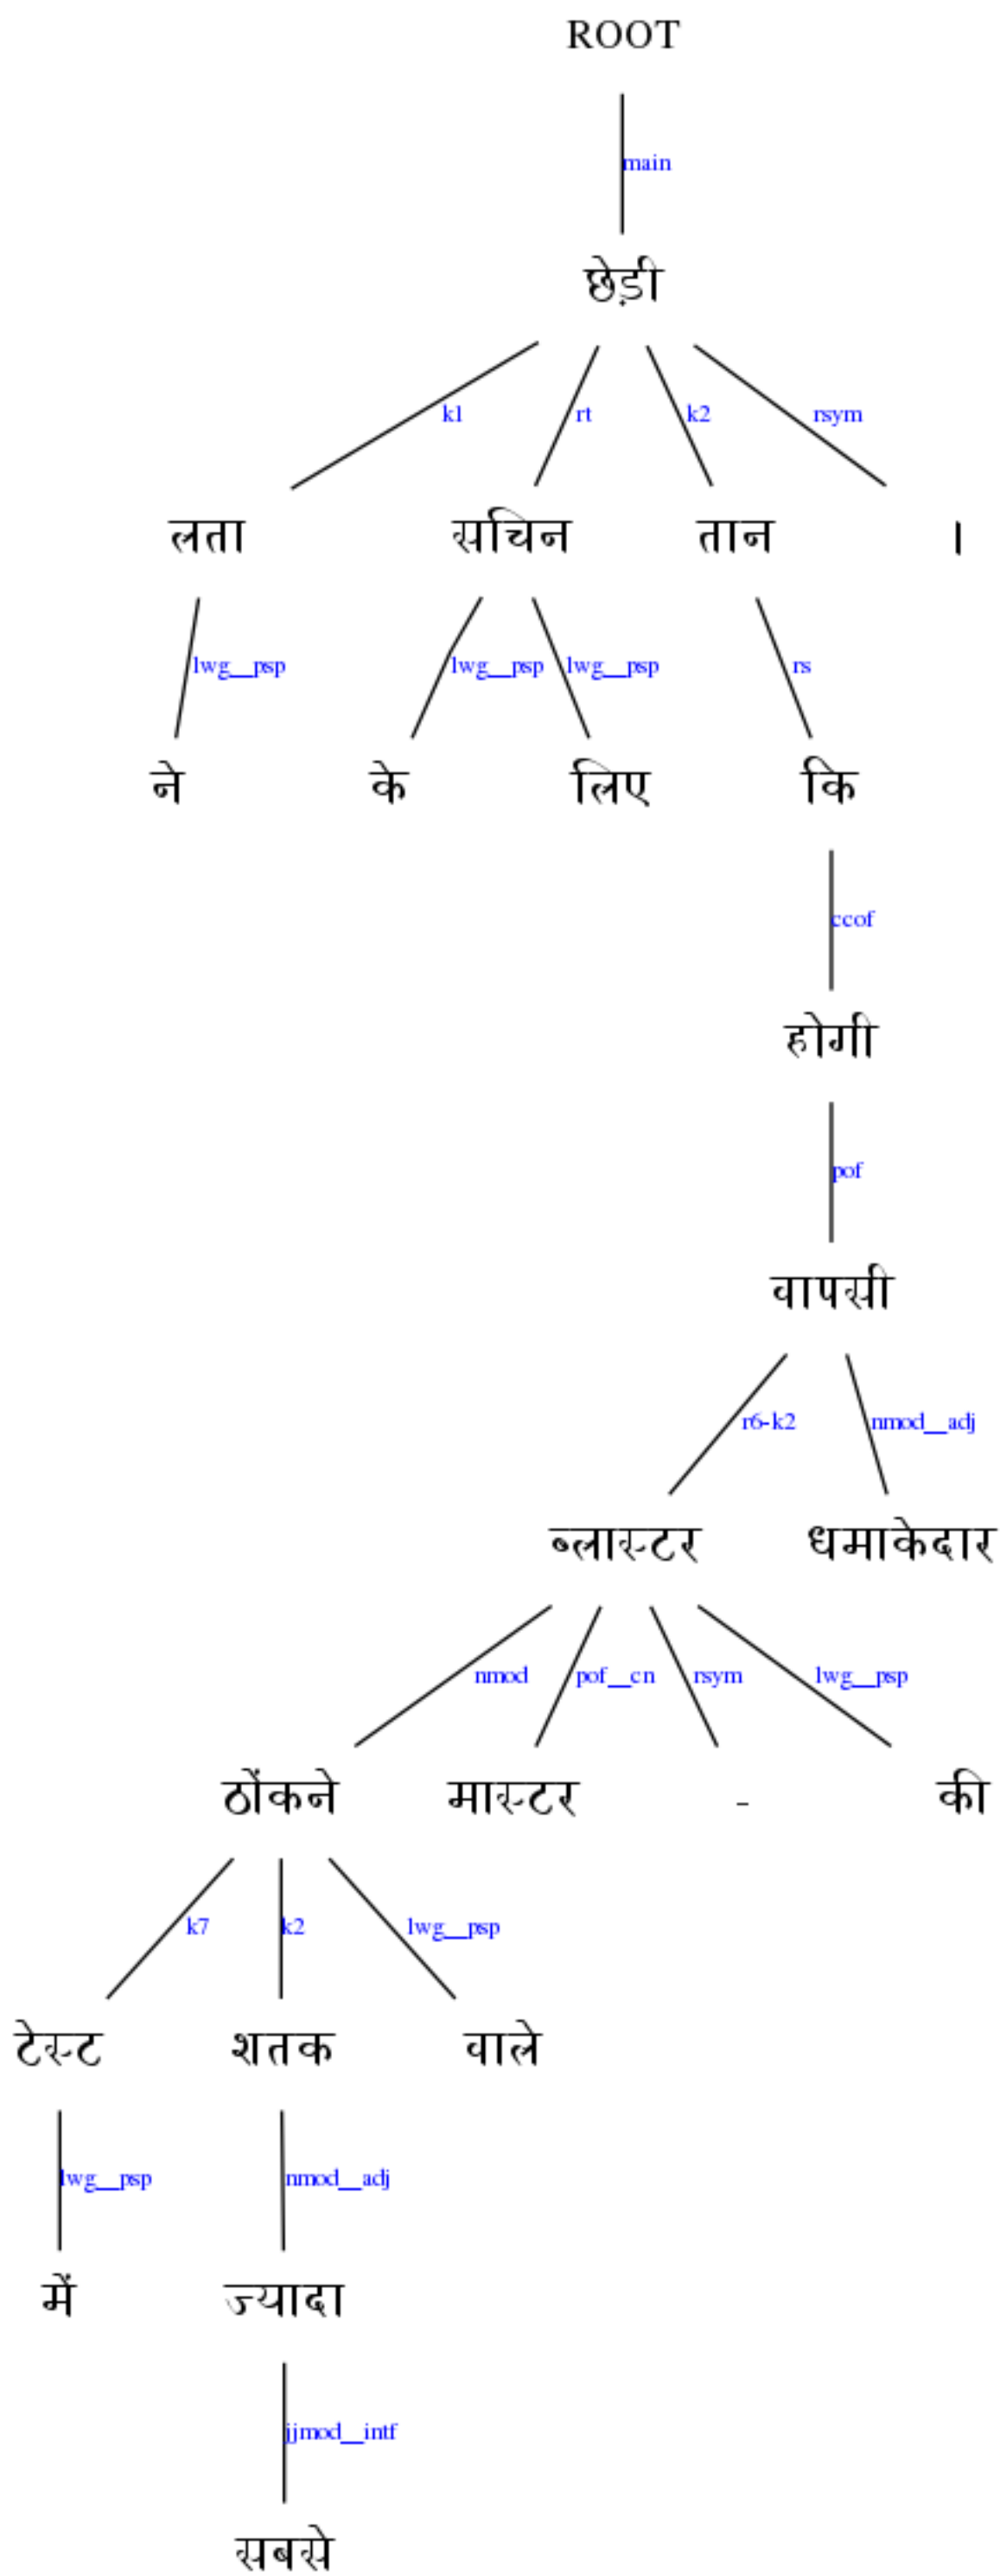 ROOT
main
छेड़ी
k1 rt k2 rsym
लता सचिन तान ।
lwg__psp lwg__psp lwg__psp rs
ने के लिए कि
ccof
होगी
pof
वापसी
r6-k2 nmod__adj
ब्लास्टर धमाकेदार
nmod pof__cn rsym lwg__psp
ठोंकने मास्टर - की
k7 k2 lwg__psp
टेस्ट शतक वाले
lwg__psp nmod__adj
में ज्यादा
jjmod__intf
सबसे